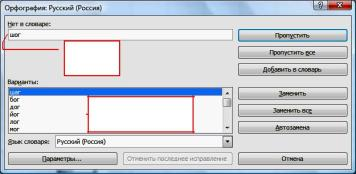 Орфография: Русский (Россия)
Нет в словаре:
шог
Пропустить
Пропустить все
Добавить в словарь
Варианты:
шаг
бог
дог
йог
лог
мог
Заменить
Заменить все
Автозамена
Язык словаря: Русский (Россия)
Параметры...
Отменить последнее исправление
Отмена